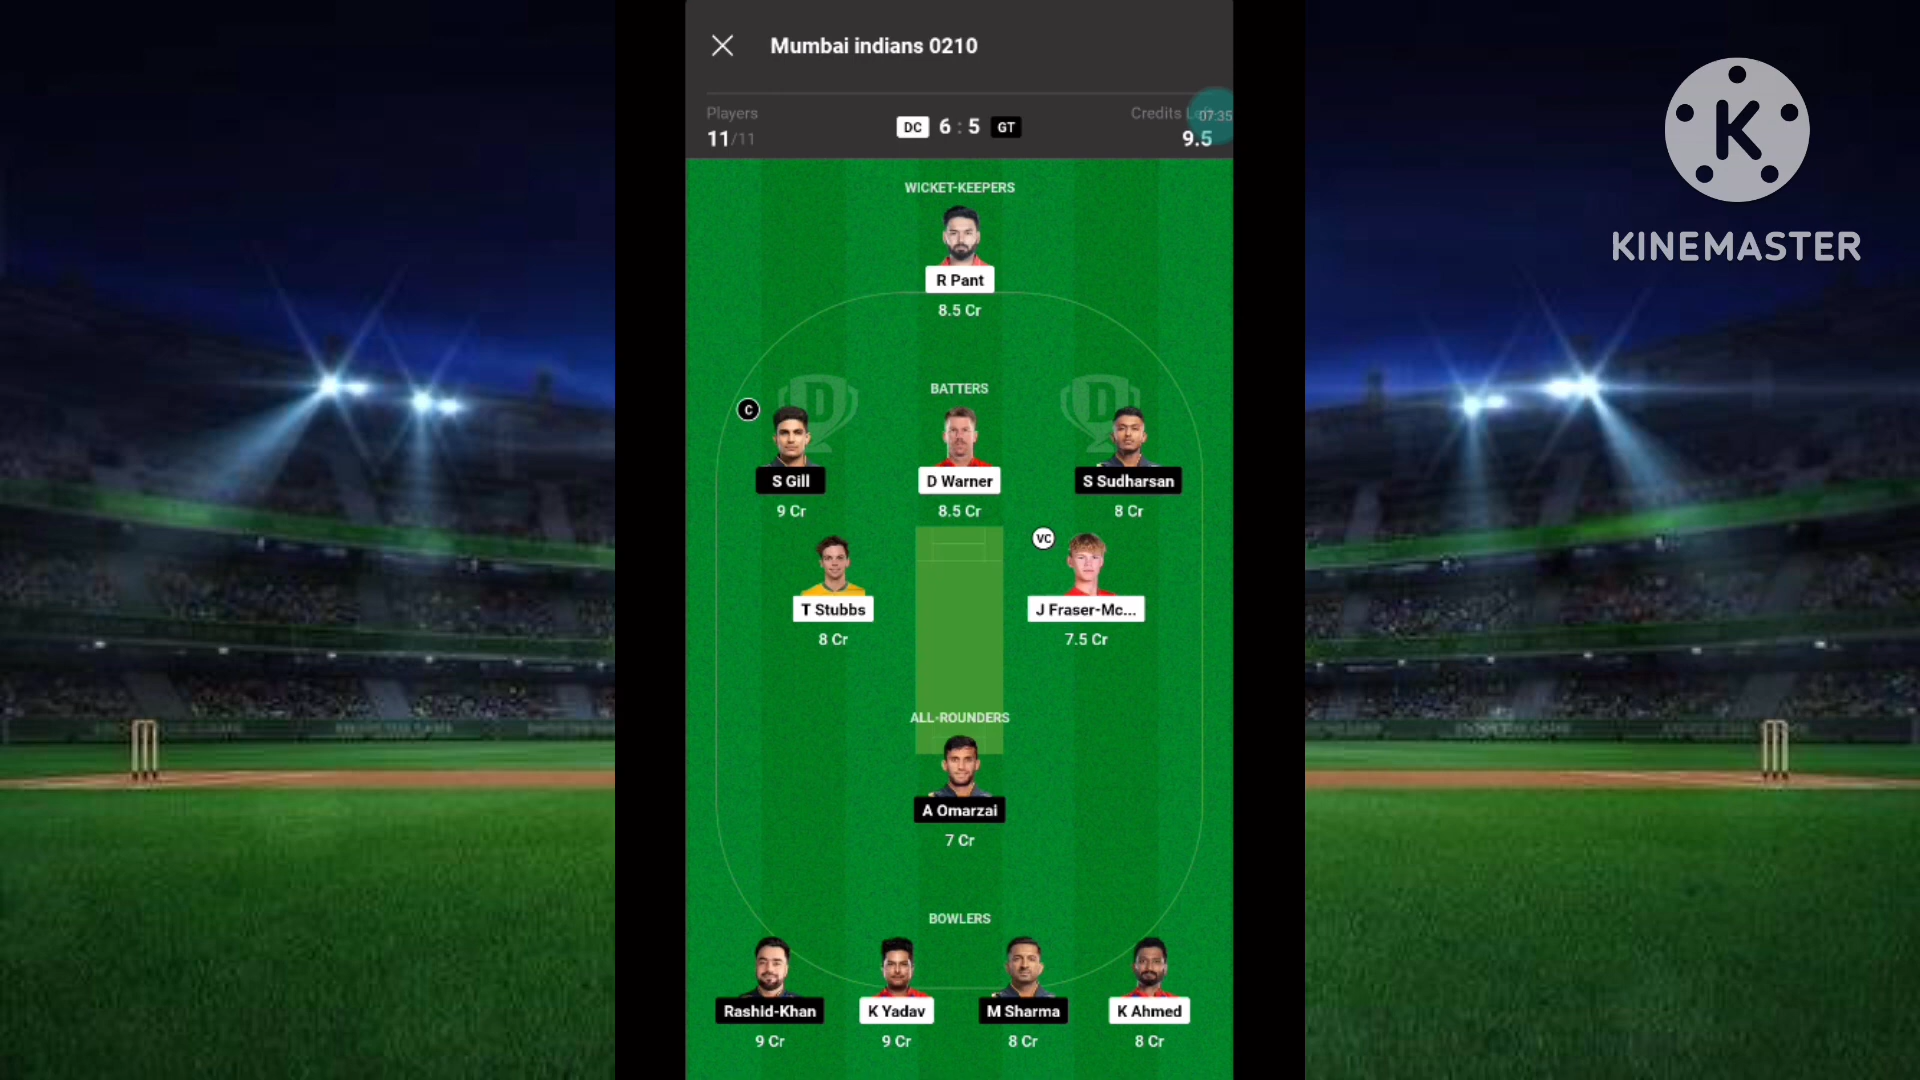 Mumbai indians 0210
Players
11/11
DC 6 : 5 GT
Credits
07:35
9.5
WICKET-KEEPERS
R Pant
8.5 Cr
BATTERS
C
S Gill
9 Cr
D Warner
8.5 Cr
S Sudharsan
8 Cr
T Stubbs
8 Cr
VC
J Fraser-Mc...
7.5 Cr
ALL-ROUNDERS
A Omarzai
7 Cr
BOWLERS
Rashid-Khan
9 Cr
K Yadav
9 Cr
M Sharma
8 Cr
K Ahmed
8 Cr
K
KINEMASTER
D
D